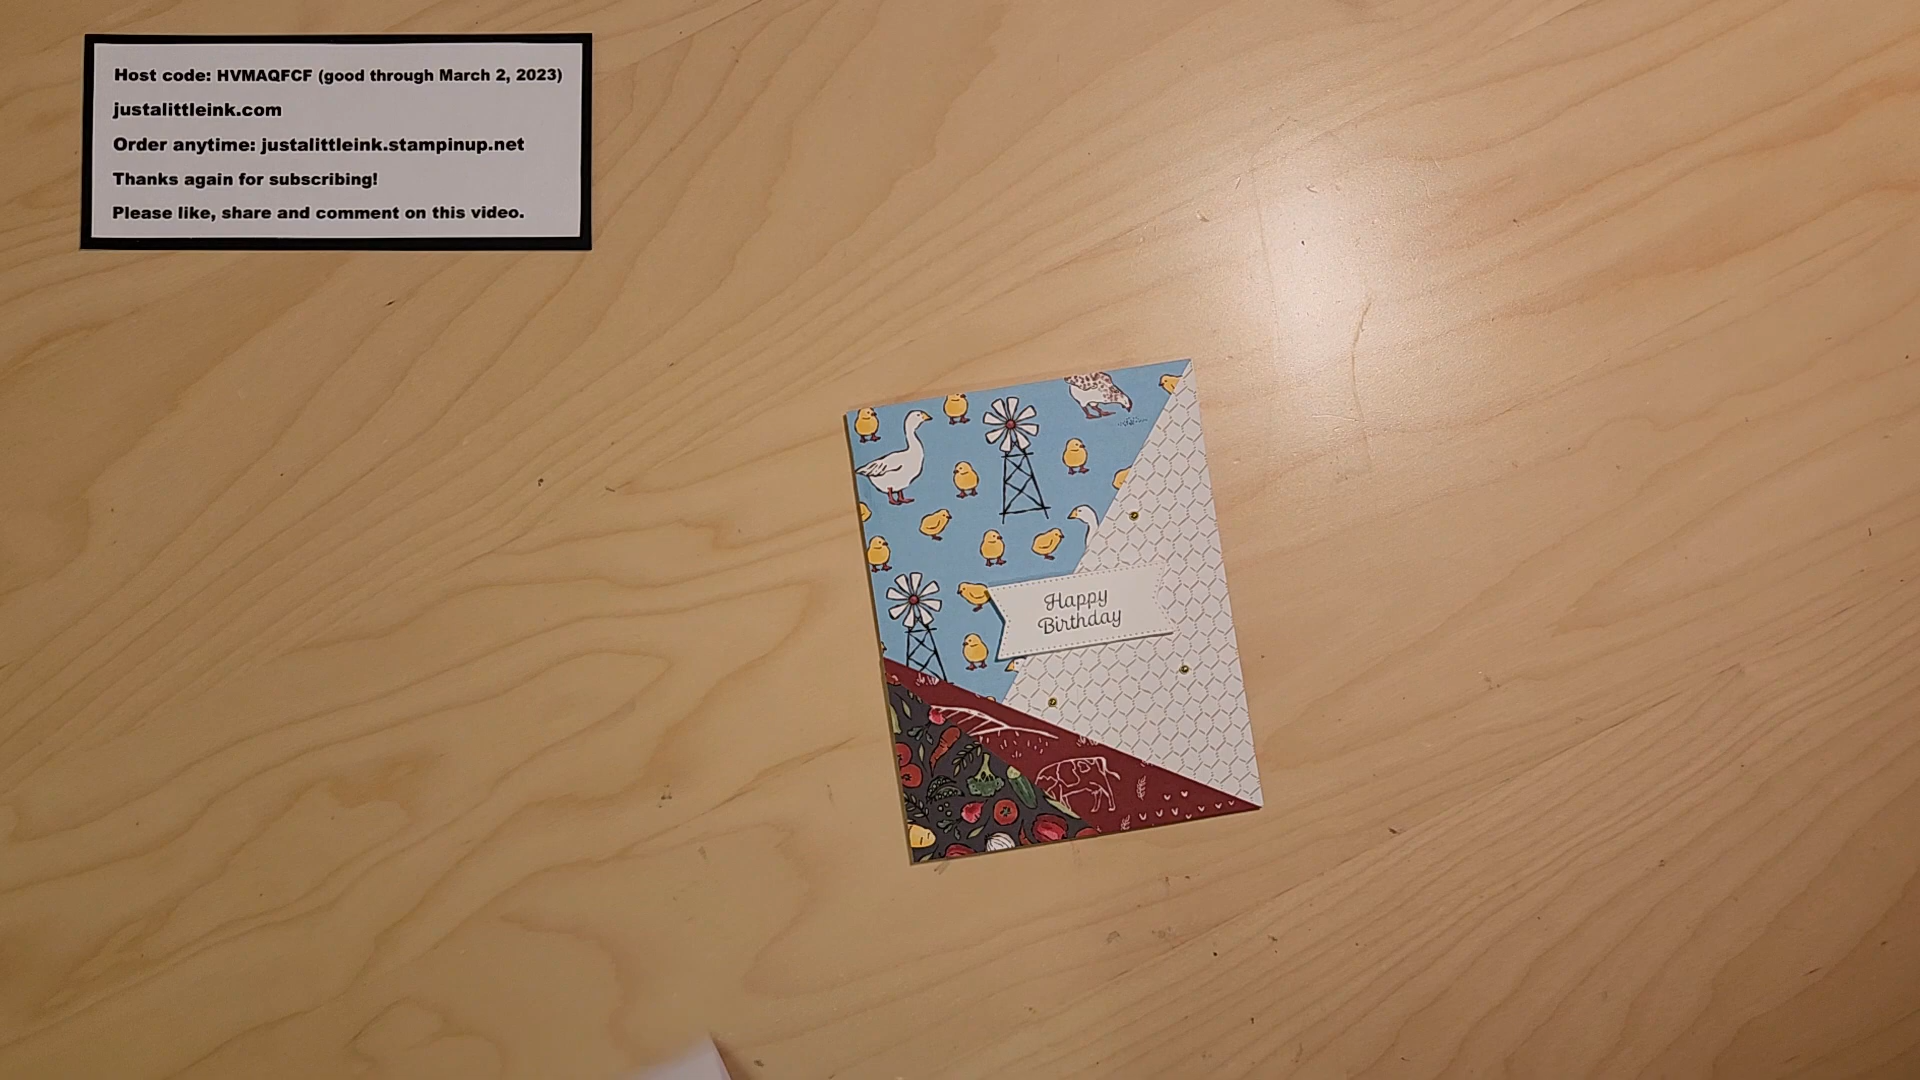 Host code: HVMAQFCF (good through March 2, 2023)
justalittleink.com
Order anytime: justalittleink.stampinup.net
Thanks again for subscribing!
Please like, share and comment on this video.
Happy
Birthday